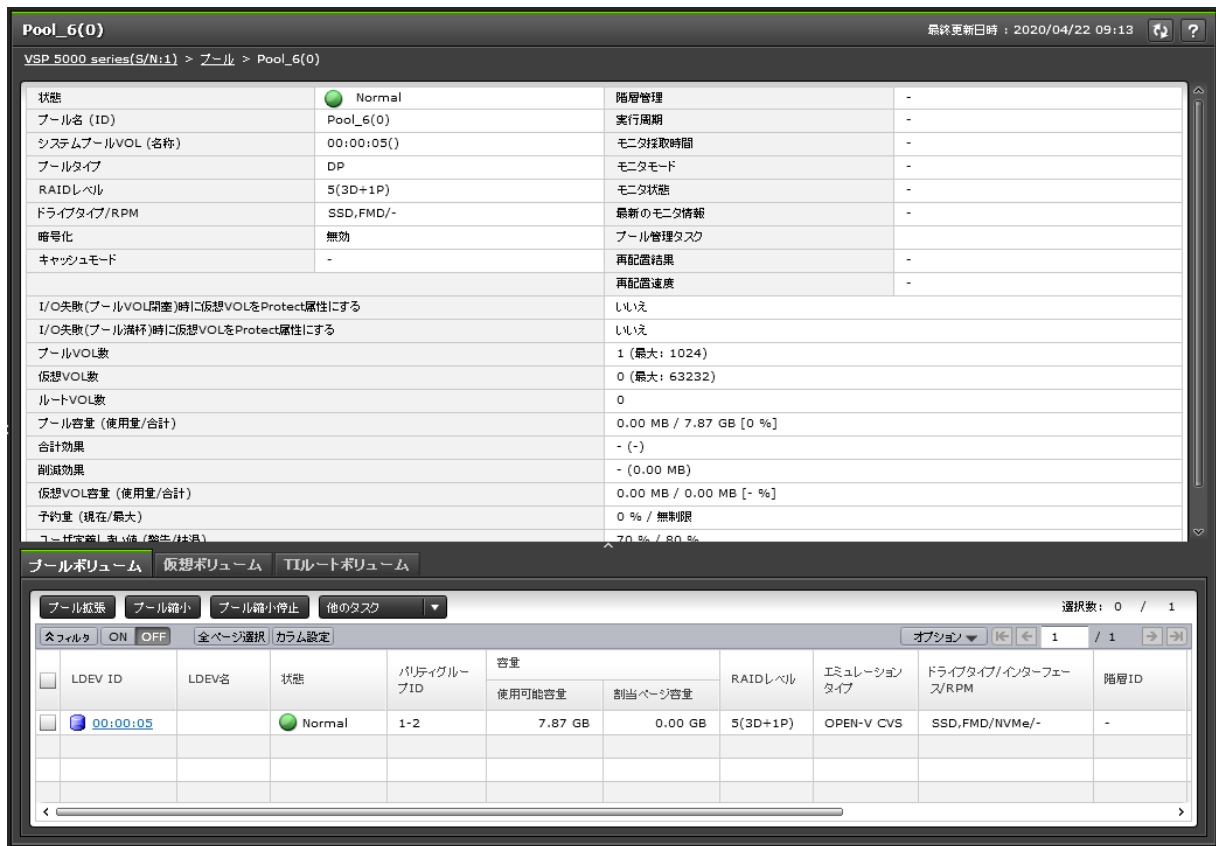 Pool_6(0) 最終更新日時 : 2020/04/22 09:13 ?
VSP 5000 series(S/N:1) > プール > Pool_6(0)
状態 Normal 階層管理 -
プール名 (ID) Pool_6(0) 実行周期 -
システムプールVOL (名称) 00:00:05() モニタ採取時間 -
プールタイプ DP モニタモード -
RAIDレベル 5(3D+1P) モニタ状態 -
ドライブタイプ/RPM SSD,FMD/- 最新のモニタ情報 -
暗号化 無効 プール管理タスク
キャッシュモード - 再配置結果 -
再配置速度 -
I/O失敗(プールVOL閉塞)時に仮想VOLをProtect属性にする いいえ
I/O失敗(プール満杯)時に仮想VOLをProtect属性にする いいえ
プールVOL数 1 (最大: 1024)
仮想VOL数 0 (最大: 63232)
ルートVOL数 0
プール容量 (使用量/合計) 0.00 MB / 7.87 GB [0 %]
合計効果 - (-)
削減効果 - (0.00 MB)
仮想VOL容量 (使用量/合計) 0.00 MB / 0.00 MB [- %]
予約量 (現在/最大) 0 % / 無制限
ユーザ定義しきい値 (警告/枯渇) 70 % / 80 %
プールボリューム 仮想ボリューム TIルートボリューム
プール拡張 プール縮小 プール縮小停止 他のタスク 選択数: 0 / 1
フィルタ ON OFF 全ページ選択 カラム設定 オプション 1 / 1
LDEV ID LDEV名 状態 パリティグループID 容量 使用可能容量 割当ページ容量 RAIDレベル エミュレーションタイプ ドライブタイプ/インターフェース/RPM 階層ID
00:00:05 Normal 1-2 7.87 GB 0.00 GB 5(3D+1P) OPEN-V CVS SSD,FMD/NVMe/- -